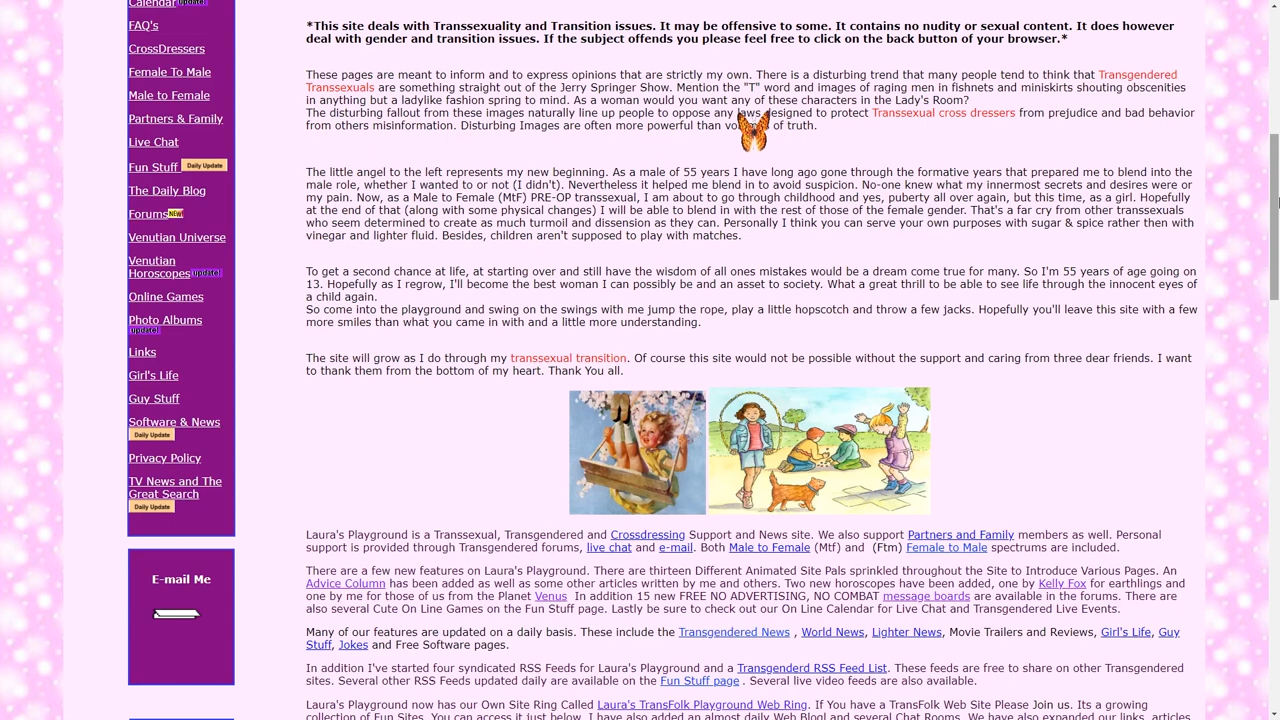 Calendar update!
FAQ's
CrossDressers
Female To Male
Male to Female
Partners & Family
Live Chat
Fun Stuff Daily Update
The Daily Blog
Forums NEW!
Venutian Universe
Venutian
Horoscopes update!
Online Games
Photo Albums
update!
Links
Girl's Life
Guy Stuff
Software & News
Daily Update
Privacy Policy
TV News and The
Great Search
Daily Update
E-mail Me
*This site deals with Transsexuality and Tnasition issues. It may be offensive to some. It cntains no nudity or sexual content. It does however
deal with gender and transition issues. If the subject offends you please feel free to click on the back button of your browser.*
These pages are meant to inform and to express opinions that are strictly my own. There is a disturbing trend that many people tend to think that Transgendered
Transsexuals are something straight out of the Jerry Springer Show. Mention the "T" word and images of raging men in fishnets and miniskirts shouting obscenities
in anything but a ladylike fashion spring to mind. As a woman would you want any of these characters in the Lady's Room?
The disturbing fallout from these images naturally line up people to oppose any laws designed to protect Transsexual cross dressers from prejudice and bad behavior
from others misinformation. Disturbing Images are often more powerful than of truth.
The little angel to the left represents my new beginning. As a male of 55 years I have long ago gone through the formative years that prepared me to blend into the
male role, whether I wanted to or not (I didn't). Nevertheless it helped me blend in to avoid suspicion. No-one knew what my innermost secrets and desires were or
my pain. Now, as a Male to Female (MtF) PRE-OP transsexual, I am about to go through childhood and yes, puberty all over again, but this time, as a girl. Hopefully
at the end of that (along with some physical changes) I will be able to blend in with the rest of those of the female gender. That's a far cry from other transsexuals
who seem determined to create as much turmoil and dissension as they can. Personally I think you can serve your own purposes with sugar & spice rather then with
vinegar and lighter fluid. Besides, children aren't supposed to play with matches.
To get a second chance at life, at starting over and still have the wisdom of all ones mistakes would be a dream come true for many. So I'm 55 years of age going on
13. Hopefully as I regrow, I'll become the best woman I can possibly be and an asset to society. What a great thrill to be able to see life through the innocent eyes of
a child again.
So come into the playground and swing on the swings with me jump the rope, play a little hopscotch and throw a few jacks. Hopefully you'll leave this site with a few
more smiles than what you came in with and a little more understanding.
The site will grow as I do through my transsexual transition. Of course this site would not be possible without the support and caring from three dear friends. I want
to thank them from the bottom of my heart. Thank You all.
Laura's Playground is a Transsexual, Transgendered and Crossdressing Support and News site. We also support Partners and Family members as well. Personal
support is provided through Transgendered forums, live chat and e-mail. Both Male to Female (Mtf) and (Ftm) Female to Male spectrums are included.
There are a few new features on Laura's Playground. There are thirteen Different Animated Site Pals sprinkled throughout the Site to Introduce Various Pages. An
Advice Column has been added as well as some other articles written by me and others. Two new horoscopes have been added, one by Kelly Fox for earthlings and
one by me for those of us from the Planet Venus In addition 15 new FREE NO ADVERTISING, NO COMBAT message boards are available in the forums. There are
also several Cute On Line Games on the Fun Stuff page. Lastly be sure to check out our On Line Calendar for Live Chat and Transgendered Live Events.
Many of our features are updated on a daily basis. These include the Transgendered News , World News, Lighter News, Movie Trailers and Reviews, Girl's Life, Guy
Stuff, Jokes and Free Software pages.
In addition I've started four syndicated RSS Feeds for Laura's Playground and a Transgenderd RSS Feed List. These feeds are free to share on other Transgendered
sites. Several other RSS Feeds updated daily are available on the Fun Stuff page . Several live video feeds are also available.
Laura's Playground now has our Own Site Ring Called Laura's TransFolk Playground Web Ring. If You have a TransFolk Web Site Please Join us. Its a growing
collection of Fun Sites. You can access it just below. I have also added an almost daily Web Blogl and several Chat Rooms. We have also expanded our links, articles